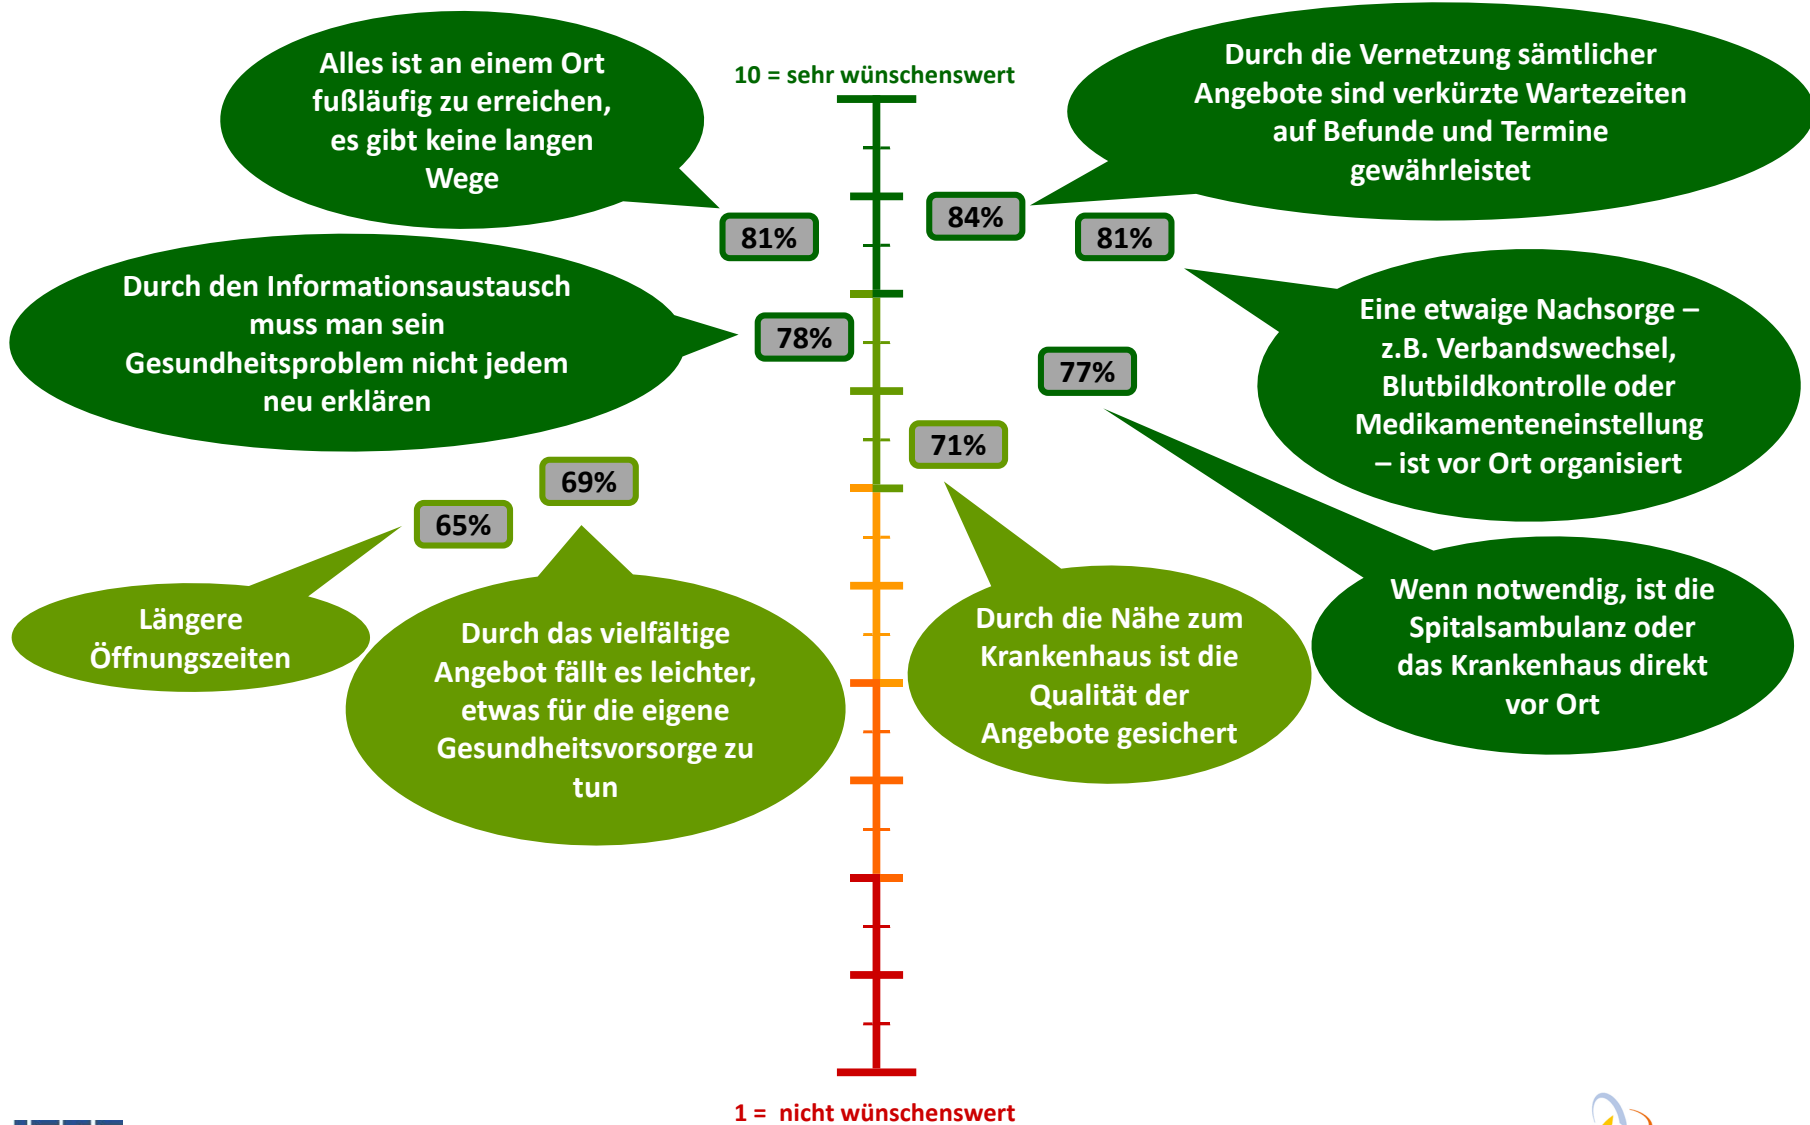 10 = sehr wünschenswert
Alles ist an einem Ort
fußläufig zu erreichen,
es gibt keine langen
Wege
81%
Durch die Vernetzung sämtlicher
Angebote sind verkürzte Wartezeiten
auf Befunde und Termine
gewährleistet
84%
81%
Eine etwaige Nachsorge –
z.B. Verbandswechsel,
Blutbildkontrolle oder
Medikamenteneinstellung
– ist vor Ort organisiert
Durch den Informationsaustausch
muss man sein
Gesundheitsproblem nicht jedem
neu erklären
78%
77%
Wenn notwendig, ist die
Spitalsambulanz oder
das Krankenhaus direkt
vor Ort
71%
Durch die Nähe zum
Krankenhaus ist die
Qualität der
Angebote gesichert
69%
Durch das vielfältige
Angebot fällt es leichter,
etwas für die eigene
Gesundheitsvorsorge zu
tun
65%
Längere
Öffnungszeiten
1 = nicht wünschenswert